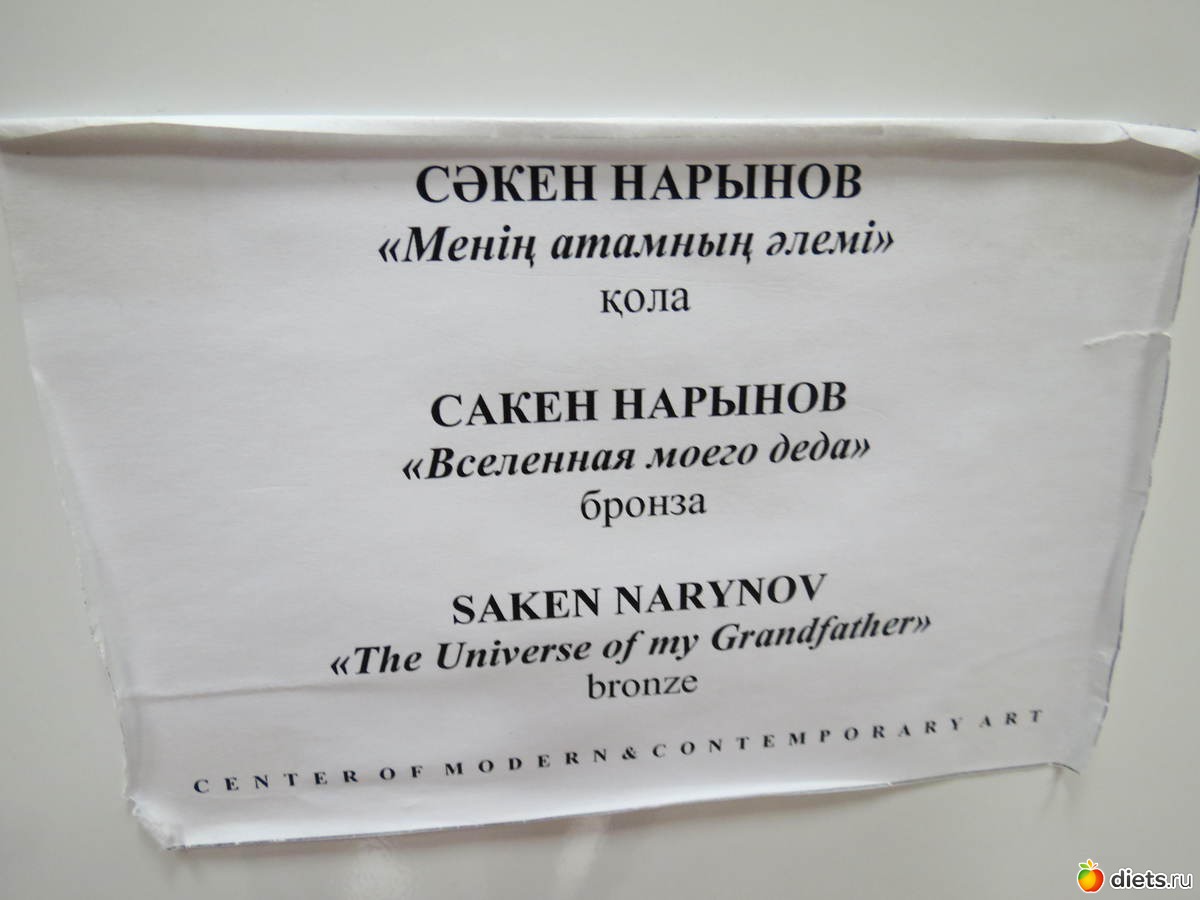 СӘКЕН НАРЫНОВ
«Менің атамның әлемі»
қола
САКЕН НАРЫНОВ
«Вселенная моего деда»
бронза
SAKEN NARYNOV
«The Universe of my Grandfather»
bronze
CENTER OF MODERN & CONTEMPORARY ART
diets.ru